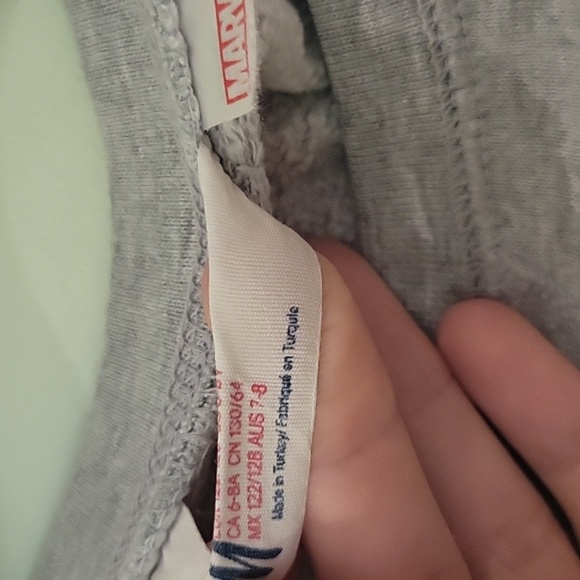 MARV
CA 6-8A CN 130/64
MX 122/128 AUS 7-8
Made in Turkey/ Fabriqué en Turquie